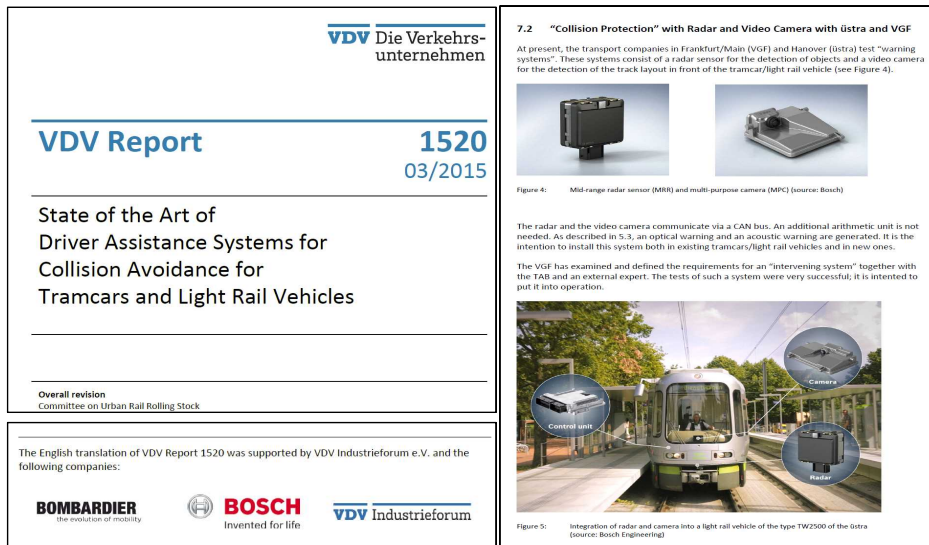 VDV Die Verkehrs-
unternehmen
VDV Report
1520
03/2015
State of the Art of
Driver Assistance Systems for
Collision Avoidance for
Tramcars and Light Rail Vehicles
Overall revision
Committee on Urban Rail Rolling Stock
The English translation of VDV Report 1520 was supported by VDV Industrieforum e.V. and the
following companies:
BOMBARDIER
the evolution of mobility
BOSCH
Invented for life
VDV Industrieforum
7.2 "Collision Protection" with Radar and Video Camera with üstra and VGF
At present, the transport companies in Frankfurt/Main (VGF) and Hanover (üstra) test "warning
systems". These systems consist of a radar sensor for the detection of objects and a video camera
for the detection of the track layout in front of the tramcar/light rail vehicle (see Figure 4).
Figure 4: Mid-range radar sensor (MRR) and multi-purpose camera (MPC) (source: Bosch)
The radar and the video camera communicate via a CAN bus. An additional arithmetic unit is not
needed. As described in 5.3, an optical warning and an acoustic warning are generated. It is the
intention to install this system both in existing tramcars/light rail vehicles and in new ones.
The VGF has examined and defined the requirements for an "intervening system" together with
the TAB and an external expert. The tests of such a system were very successful; it is intented to
put it into operation.
Camera
Control unit
Radar
Figure 5: Integration of radar and camera into a light rail vehicle of the type TW2500 of the üstra
(source: Bosch Engineering)